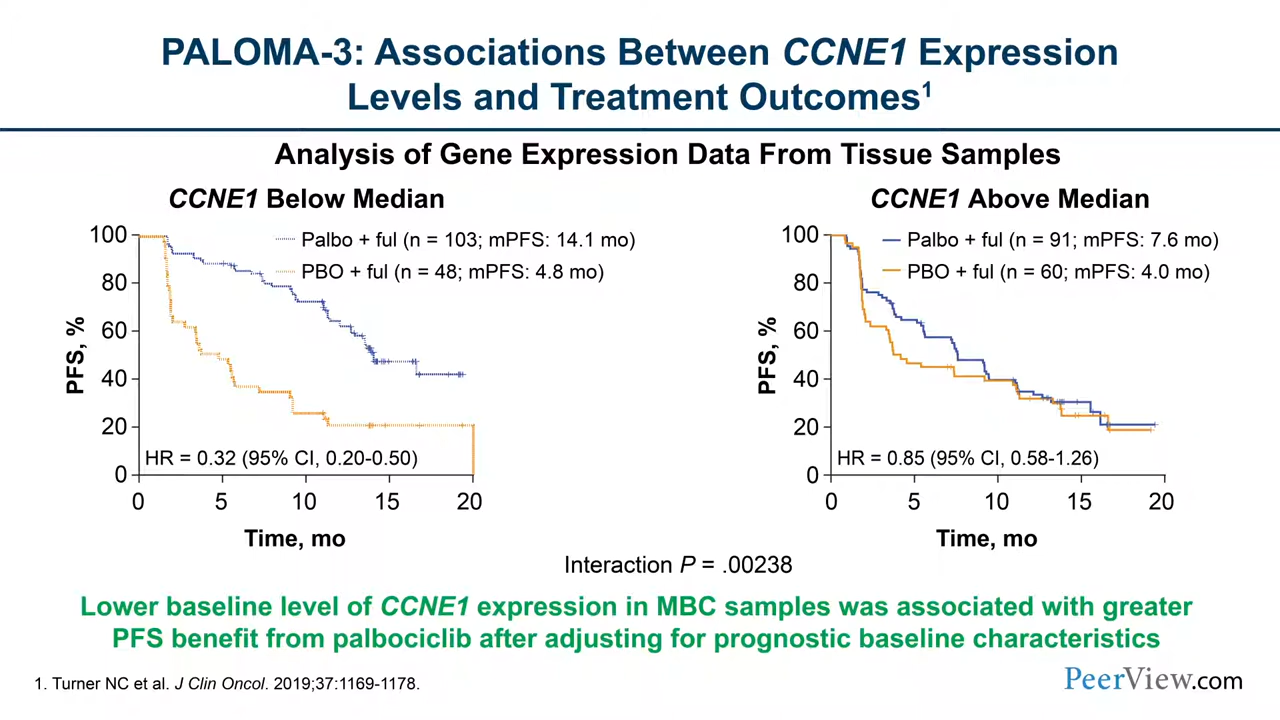 PALOMA-3: Associations Between CCNE1 Expression
Levels and Treatment Outcomes¹
Analysis of Gene Expression Data From Tissue Samples
CCNE1 Below Median
Palbo + ful (n = 103; mPFS: 14.1 mo)
PBO + ful (n = 48; mPFS: 4.8 mo)
PFS, %
100
80
60
40
20
0
HR = 0.32 (95% CI, 0.20-0.50)
0 5 10 15 20
Time, mo
CCNE1 Above Median
Palbo + ful (n = 91; mPFS: 7.6 mo)
PBO + ful (n = 60; mPFS: 4.0 mo)
PFS, %
100
80
60
40
20
0
HR = 0.85 (95% CI, 0.58-1.26)
0 5 10 15 20
Time, mo
Interaction P = .00238
Lower baseline level of CCNE1 expression in MBC samples was associated with greater
PFS benefit from palbociclib after adjusting for prognostic baseline characteristics
1. Turner NC et al. J Clin Oncol. 2019;37:1169-1178.
PeerView.com